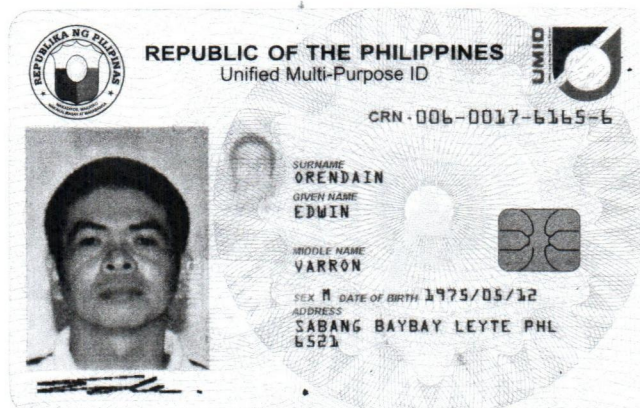 REPUBLIKA NG PILIPINAS
REPUBLIC OF THE PHILIPPINES
Unified Multi-Purpose ID
UMID
CRN - 006-0017-6165-6
SURNAME
ORENDAIN
GIVEN NAME
EDWIN
MIDDLE NAME
VARRON
SEX M DATE OF BIRTH 1975/05/12
ADDRESS
SABANG BAYBAY LEYTE PHL
6521